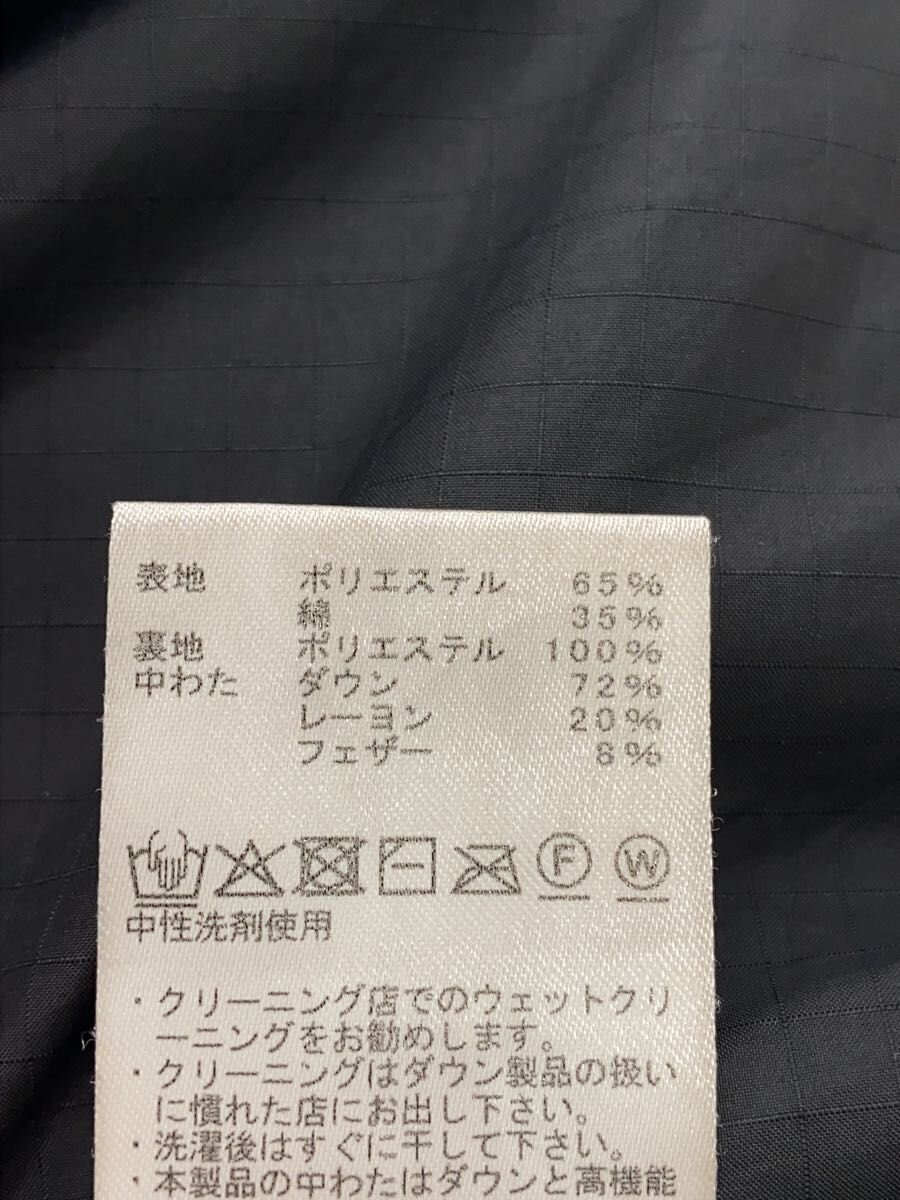 表地 ポリエステル 65%
綿 35%
裏地 ポリエステル 100%
中わた ダウン 72%
レーヨン 20%
フェザー 8%
F W
中性洗剤使用
・クリーニング店でのウェットクリ
ーニングをお勧めします。
・クリーニングはダウン製品の扱い
に慣れた店にお出し下さい。
・洗濯後はすぐに干して下さい。
・本製品の中わたはダウンと高機能